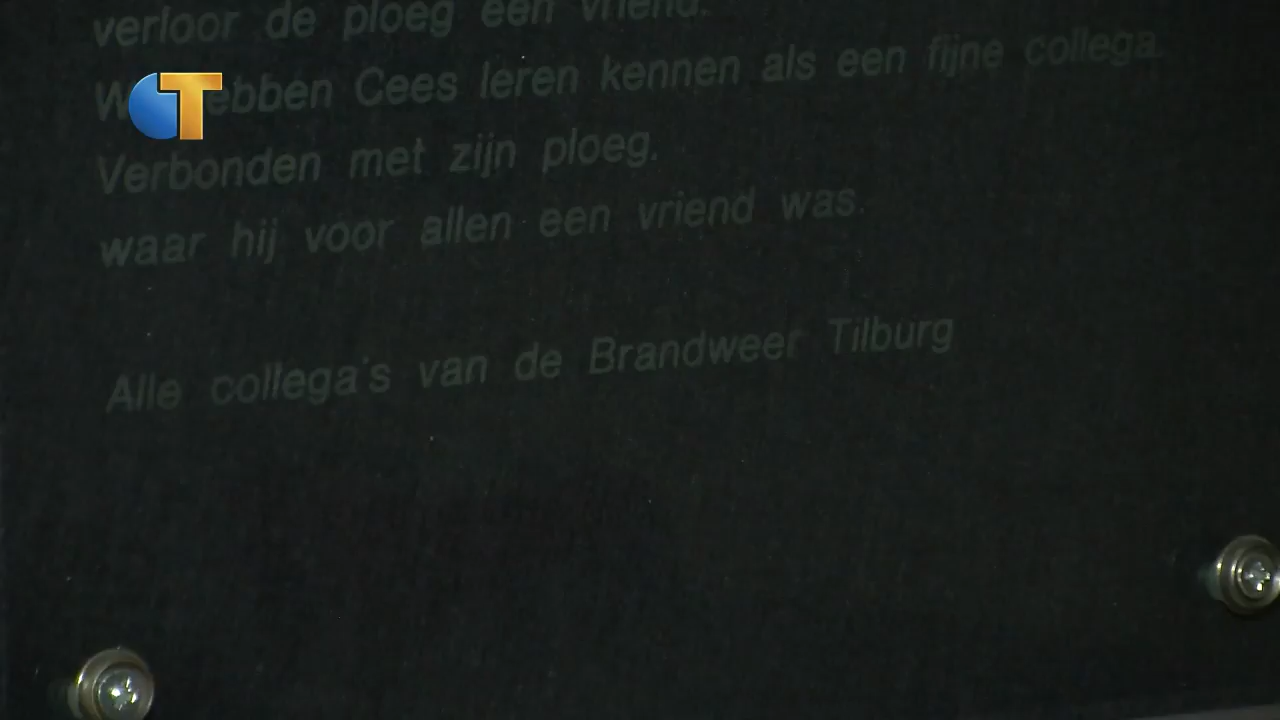 verloor de ploeg een vriend.
We hebben Cees leren kennen als een fijne collega.
Verbonden met zijn ploeg.
waar hij voor allen een vriend was.
Alle collega's van de Brandweer Tilburg